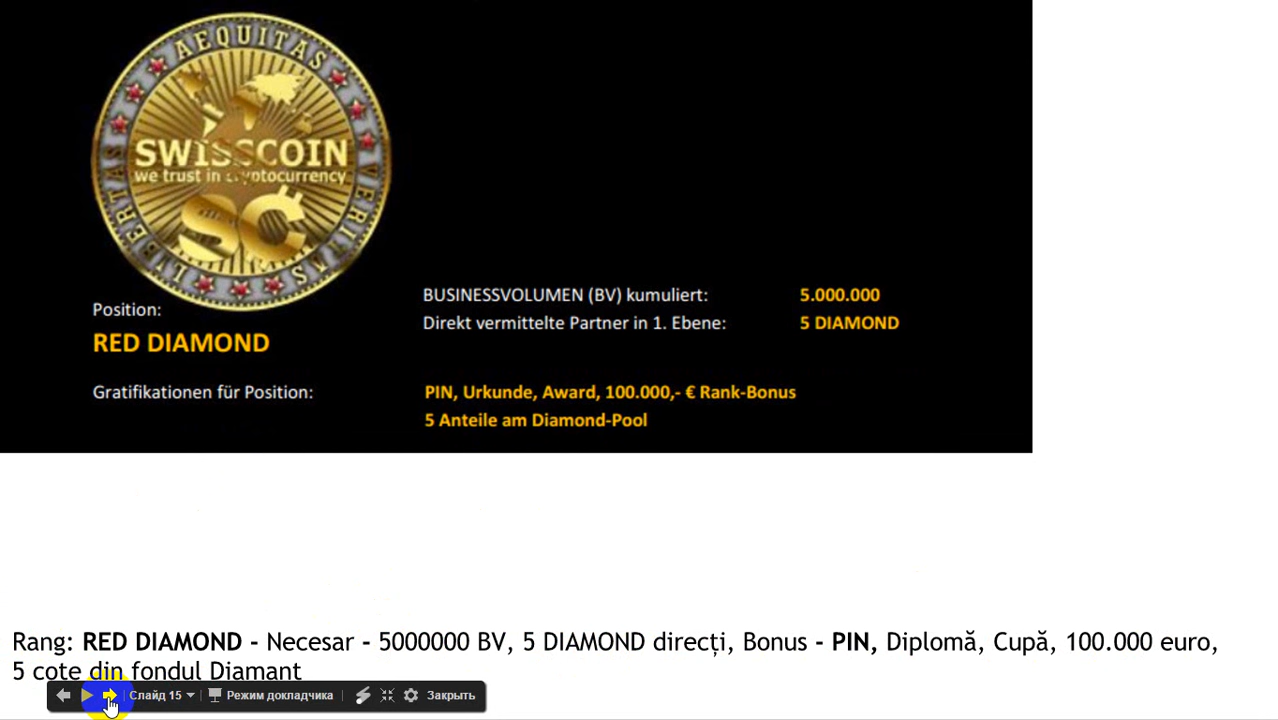 AEQUITAS
LIBERTAS
VERITAS
SWISSCOIN
we trust in cryptocurrency
SC
Position:
RED DIAMOND
BUSINESSVOLUMEN (BV) kumuliert: 5.000.000
Direkt vermittelte Partner in 1. Ebene: 5 DIAMOND
Gratifikationen für Position: PIN, Urkunde, Award, 100.000,- € Rank-Bonus
5 Anteile am Diamond-Pool
Rang: RED DIAMOND - Necesar - 5000000 BV, 5 DIAMOND direcți, Bonus - PIN, Diplomă, Cupă, 100.000 euro,
5 cote din fondul Diamant
Слайд 15 Режим докладчика Закрыть